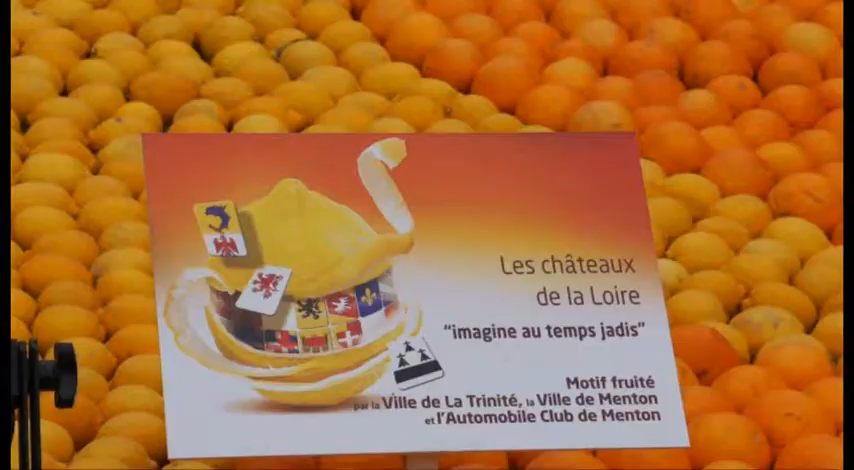 Les châteaux
de la Loire
“imagine au temps jadis”
Motif fruité
par la Ville de La Trinité, la Ville de Menton
et l'Automobile Club de Menton